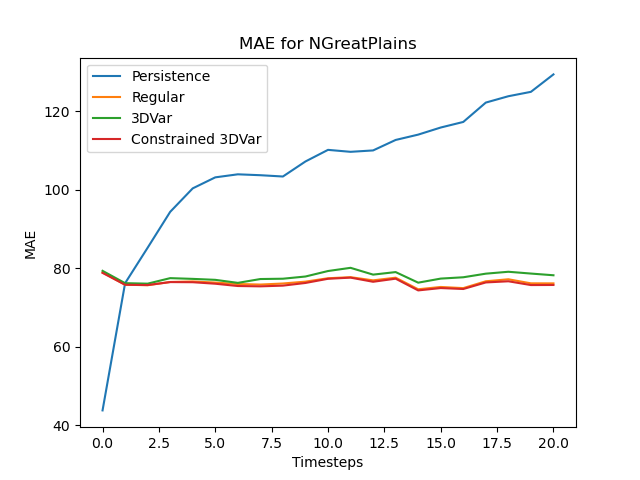 MAE for NGreatPlains
Persistence
Regular
3DVar
Constrained 3DVar
120
100
80
60
40
MAE
0.0 2.5 5.0 7.5 10.0 12.5 15.0 17.5 20.0
Timesteps